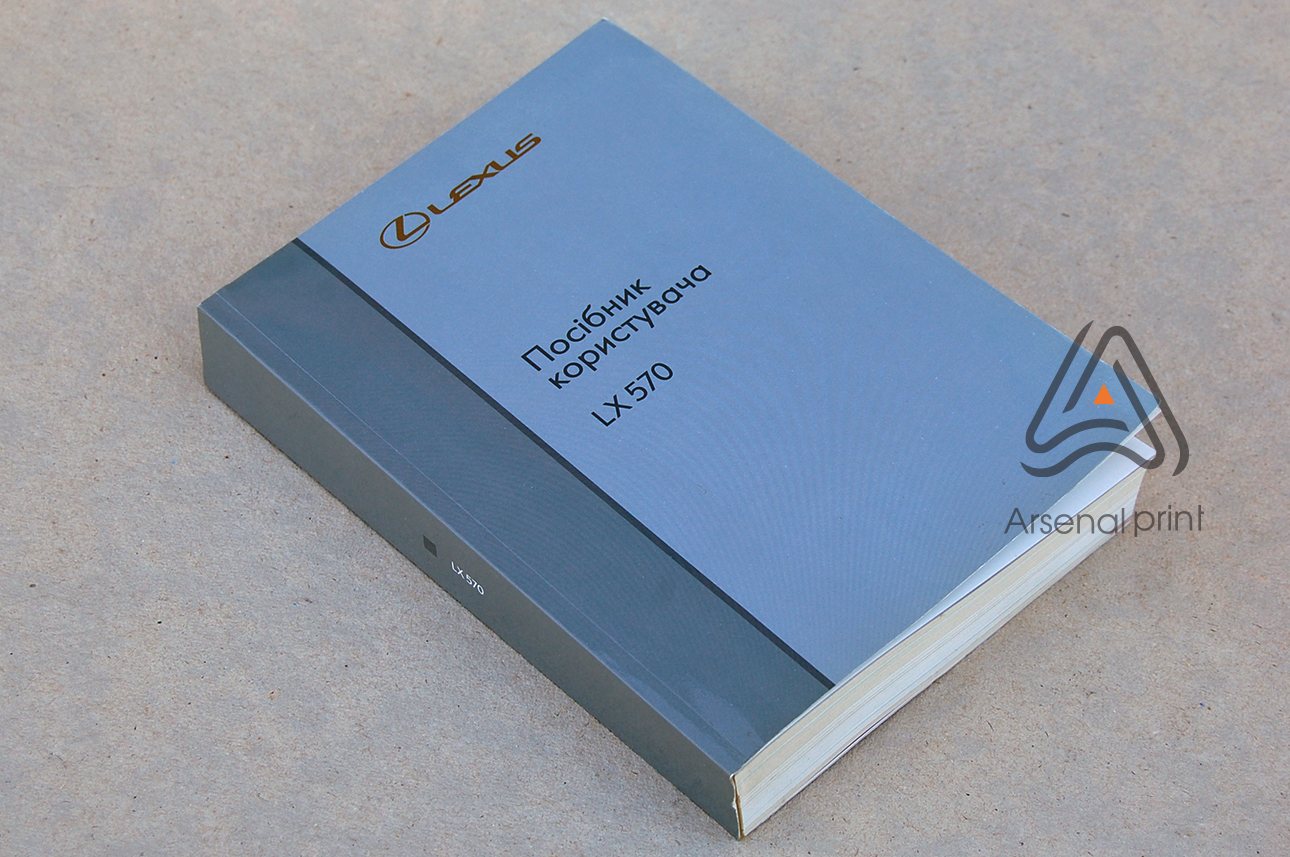 LEXUS
Посібник
користувача
LX 570
LX 570
Arsenal print